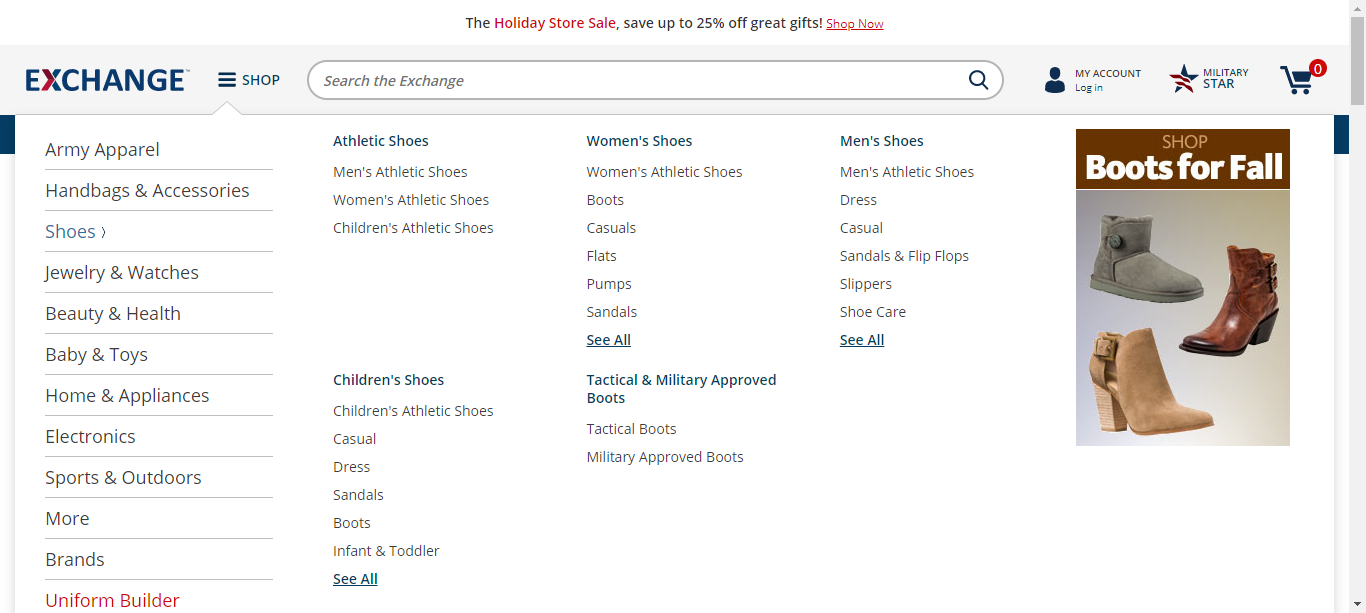 The Holiday Store Sale, save up to 25% off great gifts! Shop Now
EXCHANGE™
SHOP
Search the Exchange
MY ACCOUNT
Log in
MILITARY
STAR
0
Army Apparel
Handbags & Accessories
Shoes ›
Jewelry & Watches
Beauty & Health
Baby & Toys
Home & Appliances
Electronics
Sports & Outdoors
More
Brands
Uniform Builder
Athletic Shoes
Men's Athletic Shoes
Women's Athletic Shoes
Children's Athletic Shoes
Women's Shoes
Women's Athletic Shoes
Boots
Casuals
Flats
Pumps
Sandals
See All
Men's Shoes
Men's Athletic Shoes
Dress
Casual
Sandals & Flip Flops
Slippers
Shoe Care
See All
Children's Shoes
Children's Athletic Shoes
Casual
Dress
Sandals
Boots
Infant & Toddler
See All
Tactical & Military Approved
Boots
Tactical Boots
Military Approved Boots
SHOP
Boots for Fall